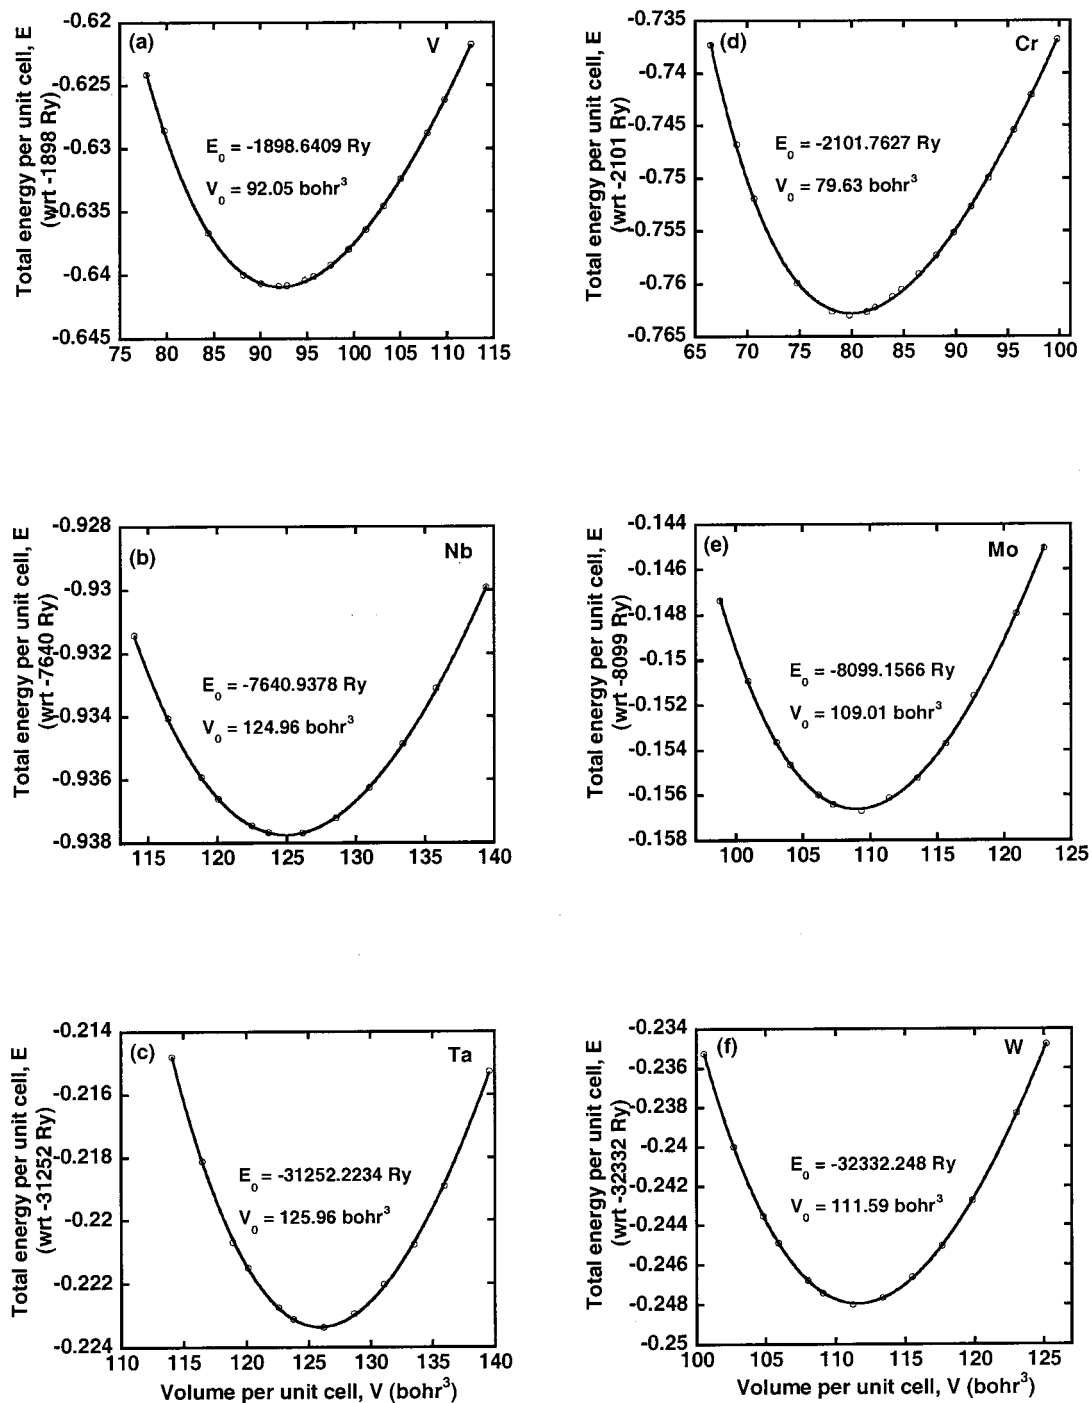 -0.62
-0.625
-0.63
-0.635
-0.64
-0.645
75 80 85 90 95 100 105 110 115
Total energy per unit cell, E
(wrt -1898 Ry)
(a) V
E0 = -1898.6409 Ry
V0 = 92.05 bohr3
-0.735
-0.74
-0.745
-0.75
-0.755
-0.76
-0.765
65 70 75 80 85 90 95 100
Total energy per unit cell, E
(wrt -2101 Ry)
(d) Cr
E0 = -2101.7627 Ry
V0 = 79.63 bohr3
-0.928
-0.93
-0.932
-0.934
-0.936
-0.938
115 120 125 130 135 140
Total energy per unit cell, E
(wrt -7640 Ry)
(b) Nb
E0 = -7640.9378 Ry
V0 = 124.96 bohr3
-0.144
-0.146
-0.148
-0.15
-0.152
-0.154
-0.156
-0.158
100 105 110 115 120 125
Total energy per unit cell, E
(wrt -8099 Ry)
(e) Mo
E0 = -8099.1566 Ry
V0 = 109.01 bohr3
-0.214
-0.216
-0.218
-0.22
-0.222
-0.224
110 115 120 125 130 135 140
Total energy per unit cell, E
(wrt -31252 Ry)
(c) Ta
E0 = -31252.2234 Ry
V0 = 125.96 bohr3
Volume per unit cell, V (bohr3)
-0.234
-0.236
-0.238
-0.24
-0.242
-0.244
-0.246
-0.248
-0.25
100 105 110 115 120 125
Total energy per unit cell, E
(wrt -32332 Ry)
(f) W
E0 = -32332.248 Ry
V0 = 111.59 bohr3
Volume per unit cell, V (bohr3)